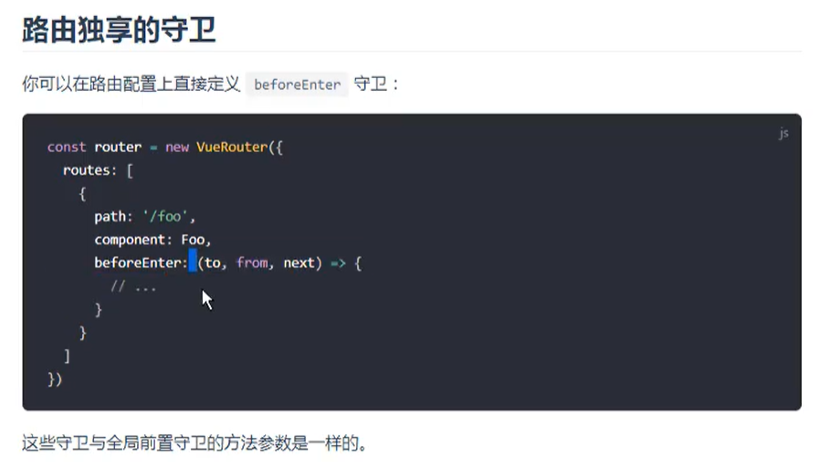 路由独享的守卫
你可以在路由配置上直接定义 beforeEnter 守卫：
js
const router = new VueRouter({
  routes: [
    {
      path: '/foo',
      component: Foo,
      beforeEnter: (to, from, next) => {
        // ...
      }
    }
  ]
})
这些守卫与全局前置守卫的方法参数是一样的。